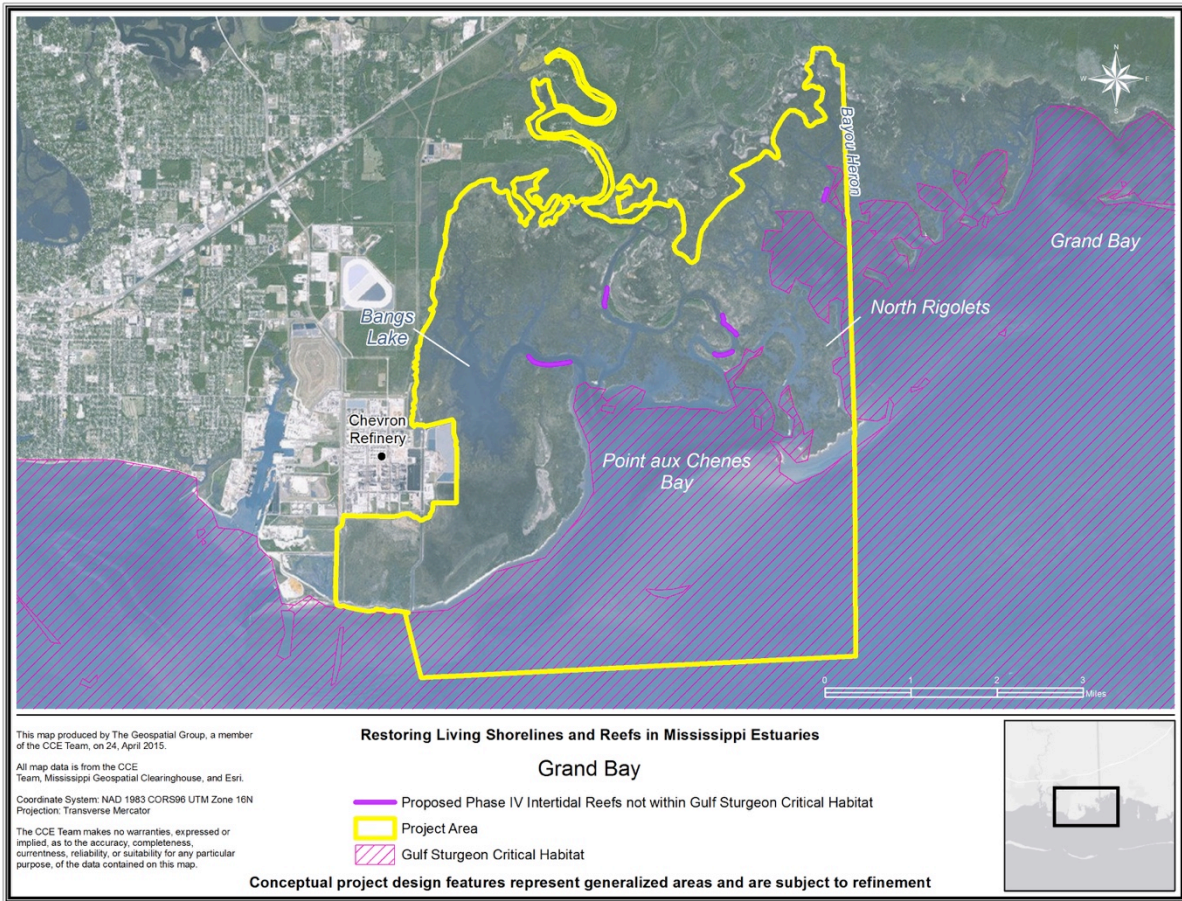 N
W
E
S
Bayou Heron
Grand Bay
North Rigolets
Bangs
Lake
Chevron
Refinery
Point aux Chenes
Bay
0
1
2
3
Miles
This map produced by The Geospatial Group, a member
of the CCE Team, on 24, April 2015.
All map data is from the CCE
Team, Mississippi Geospatial Clearinghouse, and Esri.
Coordinate System: NAD 1983 CORS96 UTM Zone 16N
Projection: Transverse Mercator
The CCE Team makes no warranties, expressed or
implied, as to the accuracy, completeness,
currentness, reliability, or suitability for any particular
purpose, of the data contained on this map.
Restoring Living Shorelines and Reefs in Mississippi Estuaries
Grand Bay
Proposed Phase IV Intertidal Reefs not within Gulf Sturgeon Critical Habitat
Project Area
Gulf Sturgeon Critical Habitat
Conceptual project design features represent generalized areas and are subject to refinement